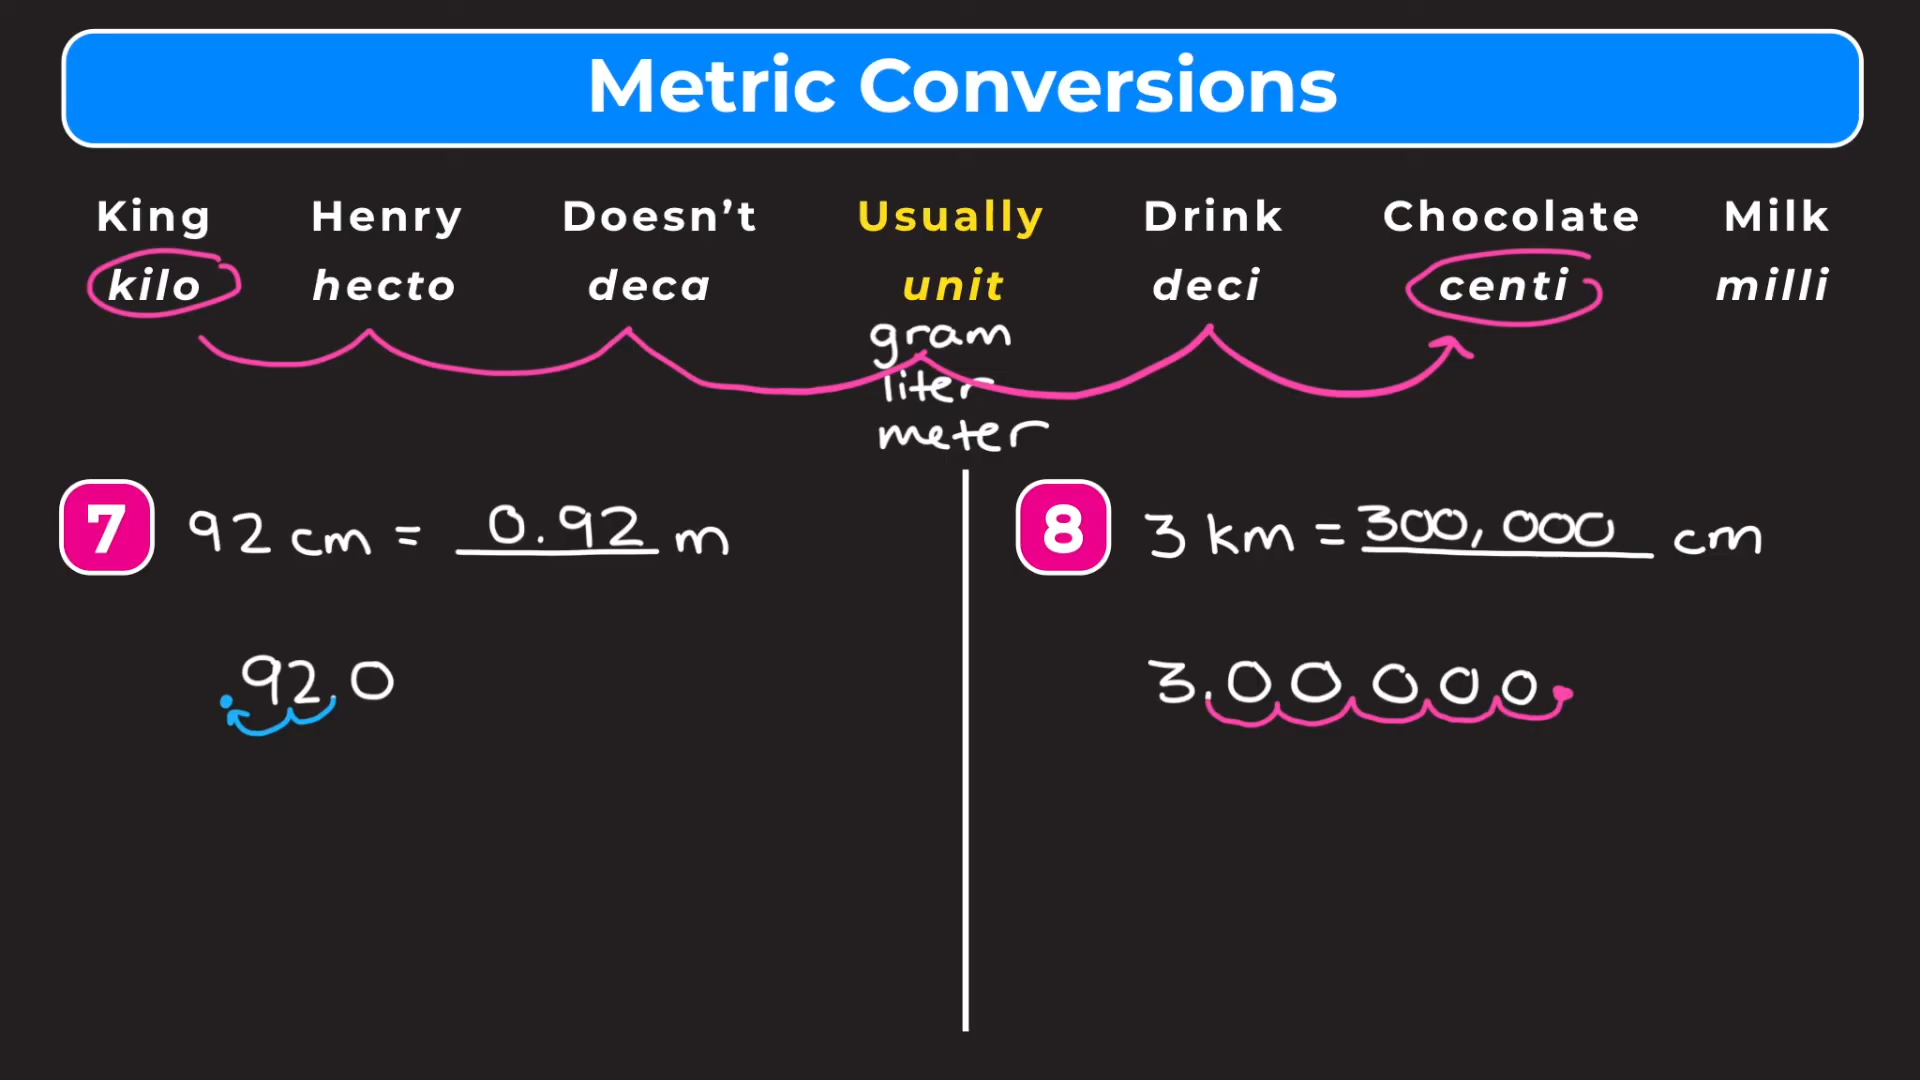 Metric Conversions
King Henry Doesn't Usually Drink Chocolate Milk
kilo hecto deca unit deci centi milli
gram
liter
meter
7 92 cm = 0.92 m
8 3 km = 300,000 cm
.92.0
3.00000.